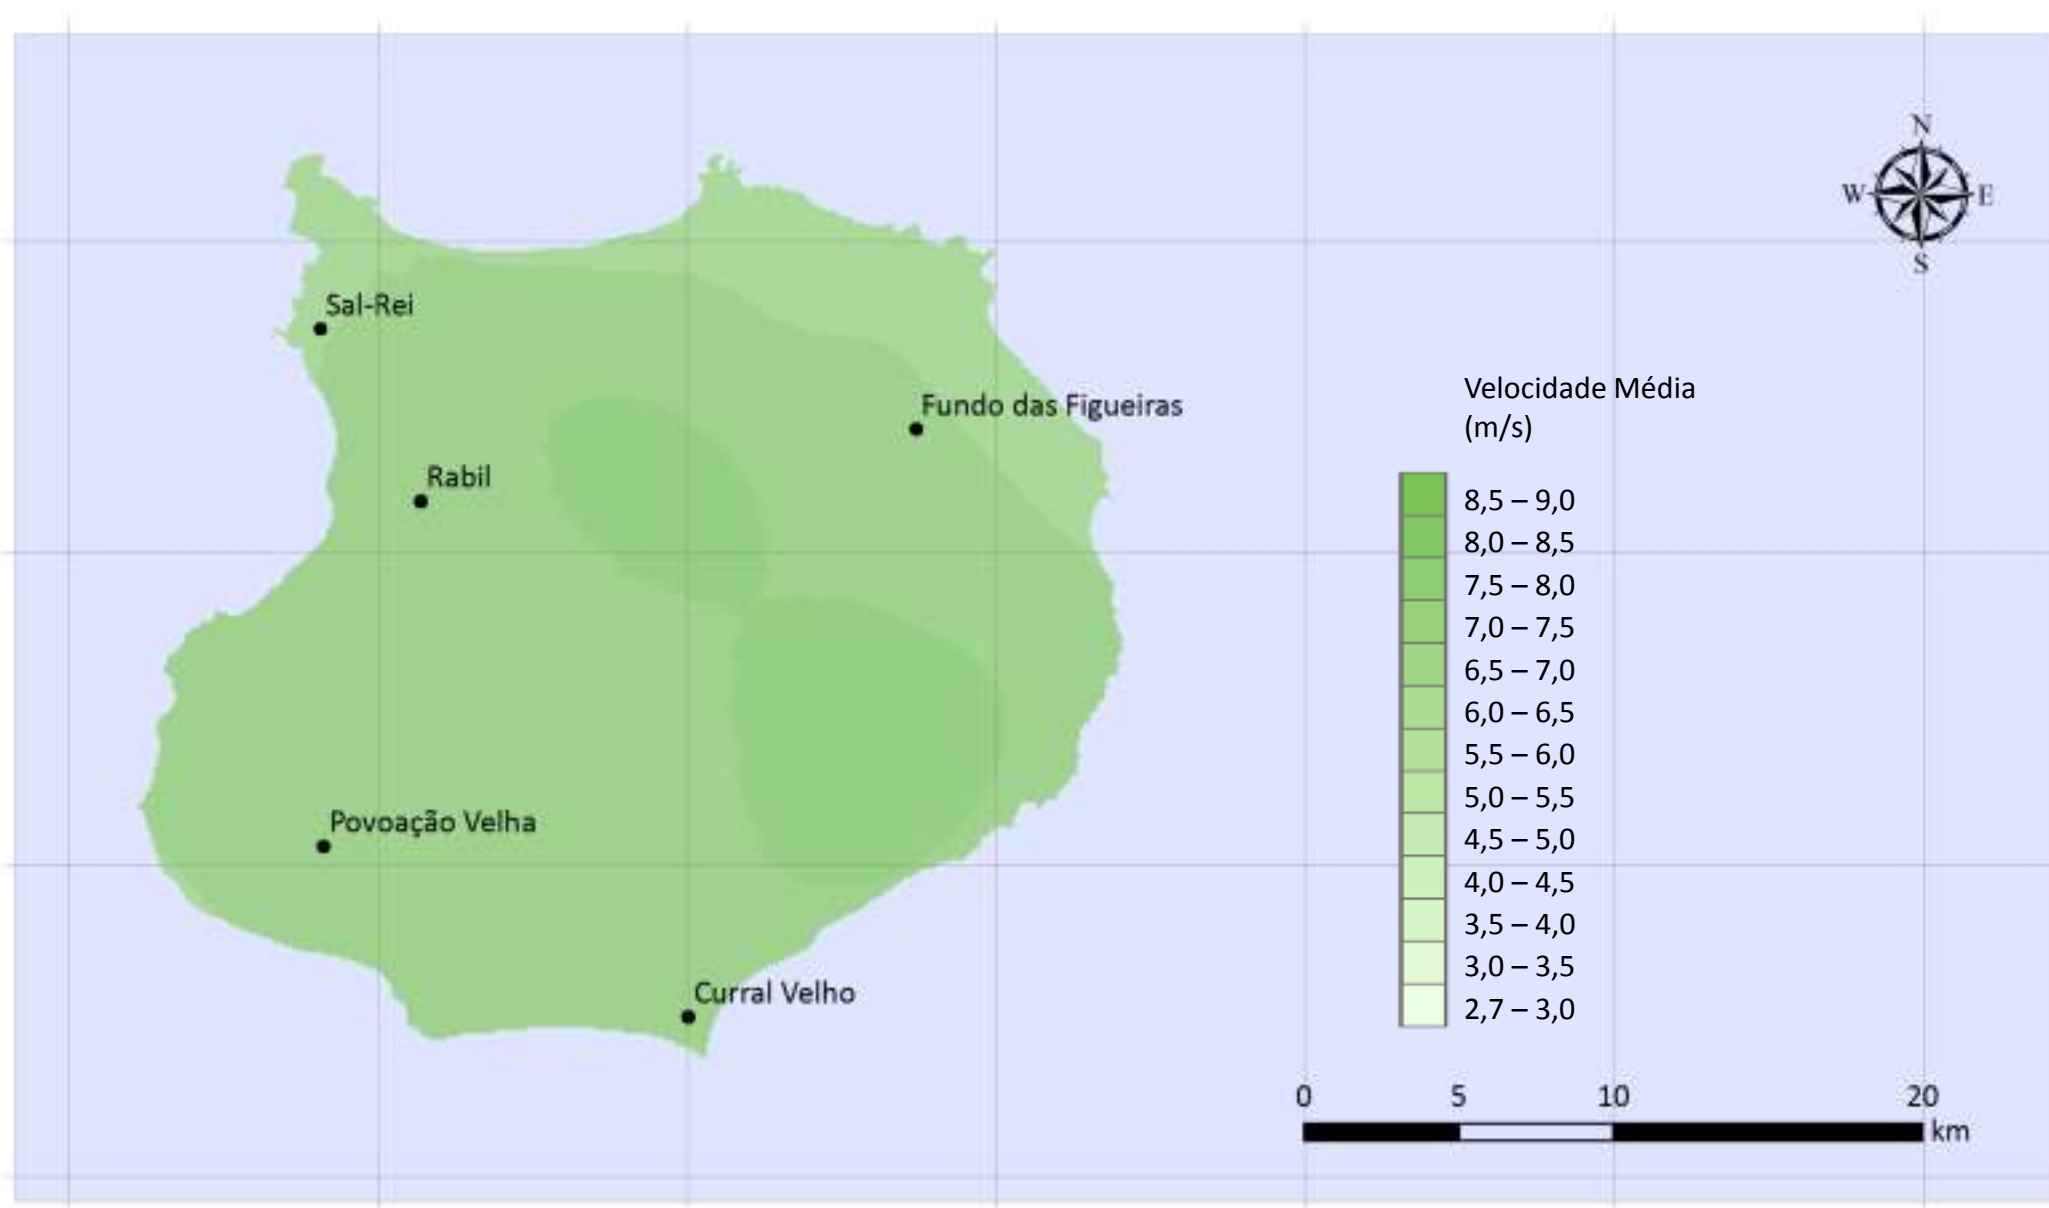 N
W E
S
Sal-Rei
Fundo das Figueiras
Rabil
Povoação Velha
Curral Velho
Velocidade Média
(m/s)
8,5 – 9,0
8,0 – 8,5
7,5 – 8,0
7,0 – 7,5
6,5 – 7,0
6,0 – 6,5
5,5 – 6,0
5,0 – 5,5
4,5 – 5,0
4,0 – 4,5
3,5 – 4,0
3,0 – 3,5
2,7 – 3,0
0 5 10 20
km